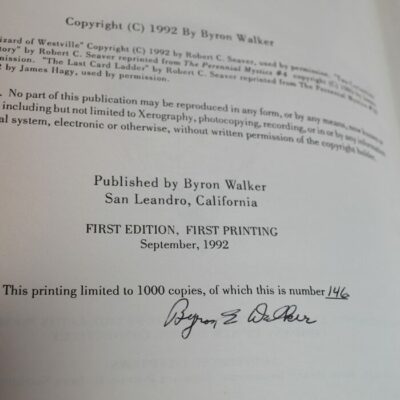 Copyright (C) 1992 By Byron Walker
izard of Westville" Copyright (C) 1992 by Robert C. Seaver, used by permission.
tory" by Robert C. Seaver reprinted from The Perennial Mystics #4 copyright (C)
mission. "The Last Card Ladder" by Robert C. Seaver reprinted from The Perennial Mystics
2 by James Hagy, used by permission.
. No part of this publication may be reproduced in any form, or by any means, now known
including but not limited to Xerography, photocopying, recording, or in or by any information
al system, electronic or otherwise, without written permission of the copyright holder.
Published by Byron Walker
San Leandro, California
FIRST EDITION, FIRST PRINTING
September, 1992
This printing limited to 1000 copies, of which this is number 146
Byron E Walker